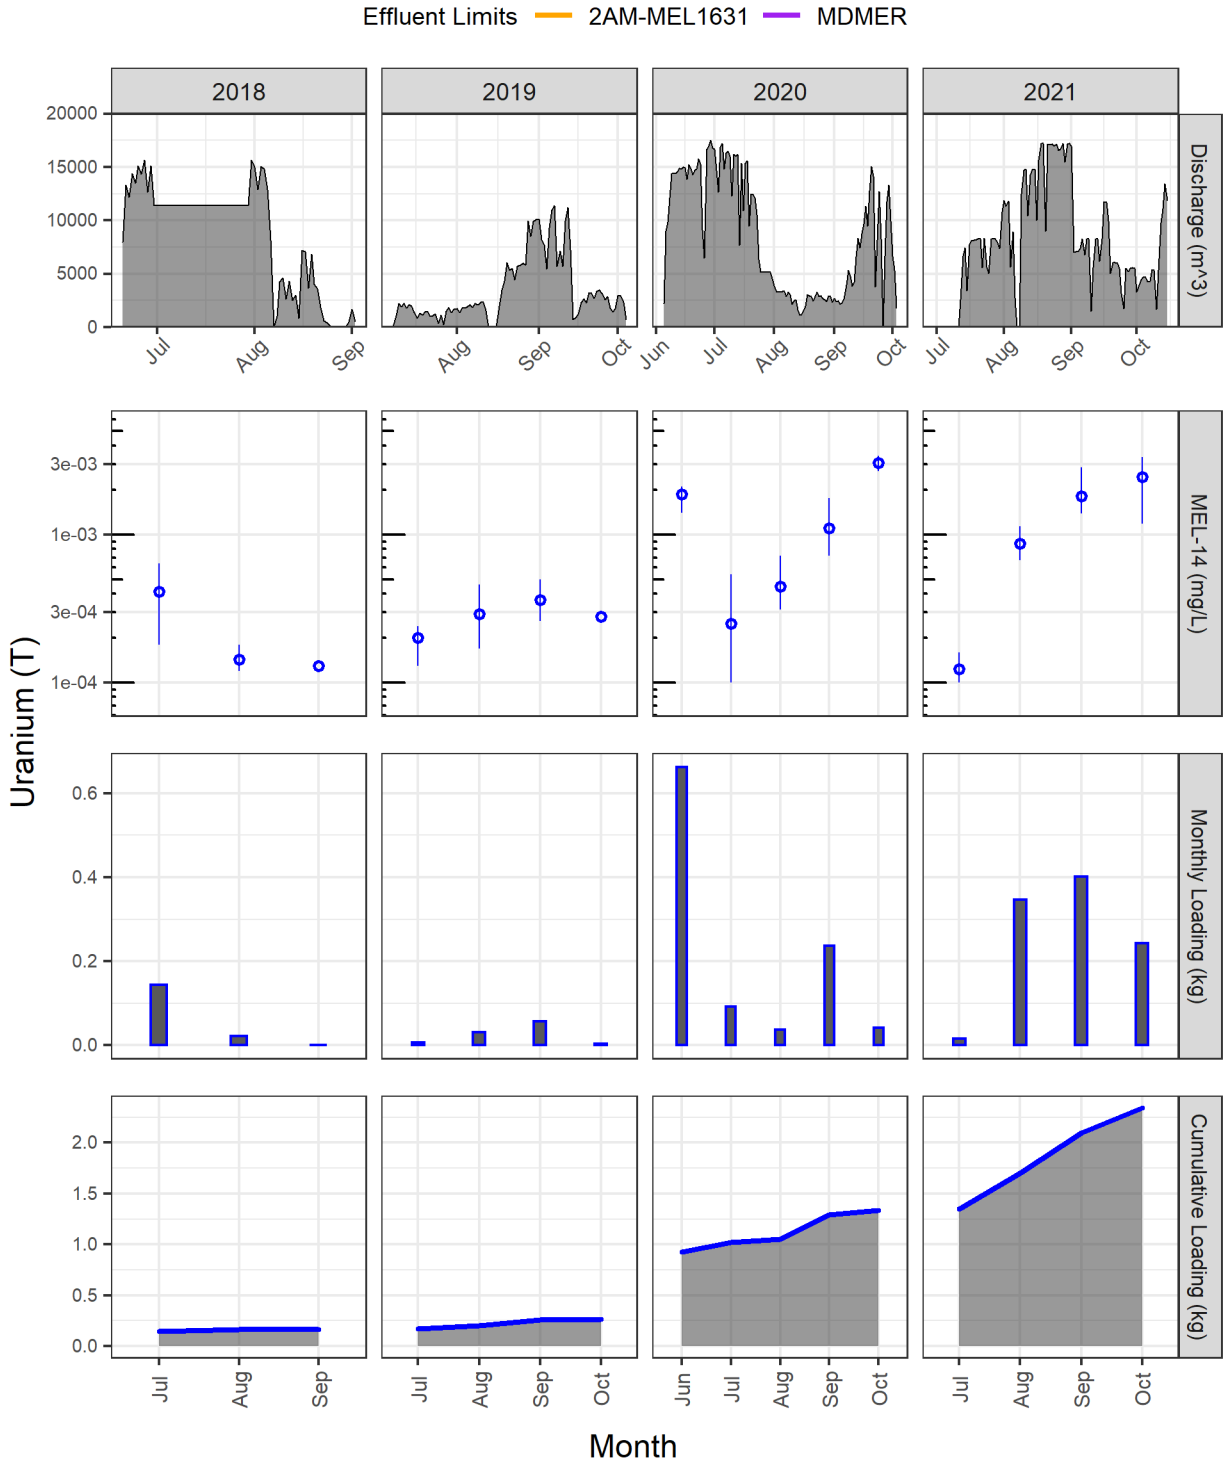 Effluent Limits 2AM-MEL1631 MDMER
2018 2019 2020 2021
20000
15000
10000
5000
0
Discharge (m^3)
Jul Aug Sep Aug Sep Oct Jun Jul Aug Sep Oct Jul Aug Sep Oct
Uranium (T)
3e-03
1e-03
3e-04
1e-04
MEL-14 (mg/L)
0.6
0.4
0.2
0.0
Monthly Loading (kg)
2.0
1.5
1.0
0.5
0.0
Cumulative Loading (kg)
Jul Aug Sep Jul Aug Sep Oct Jun Jul Aug Sep Oct Jul Aug Sep Oct
Month